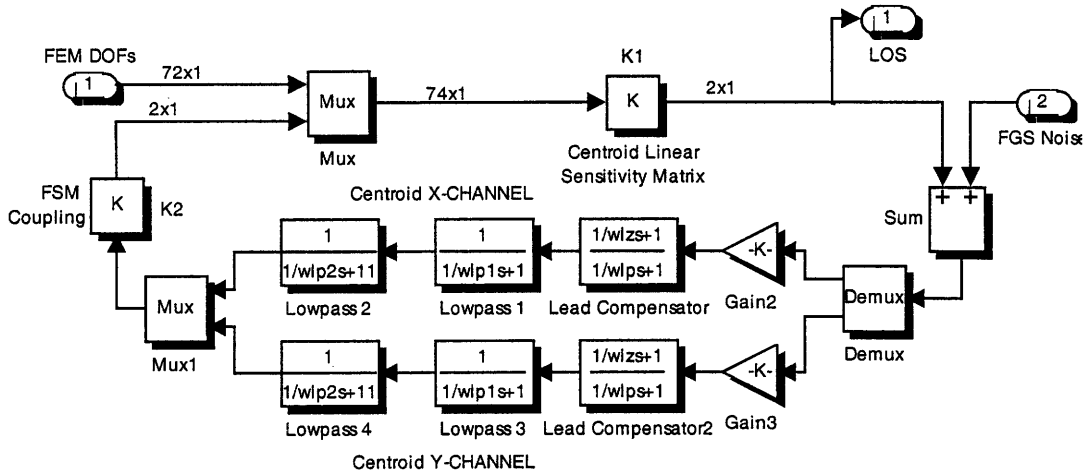 1
LOS
FEM DOFs
1
72x1
2x1
Mux
Mux
74x1
K1
K
2x1
Centroid Linear
Sensitivity Matrix
2
FGS Noise
+ +
Sum
FSM
Coupling
K
K2
Centroid X-CHANNEL
1
1/wlp2s+11
Lowpass 2
1
1/wlp1s+1
Lowpass 1
1/wlzs+1
1/wlps+1
Lead Compensator
-K-
Gain2
Demux
Demux
Mux
Mux1
1
1/wlp2s+11
Lowpass 4
1
1/wlp1s+1
Lowpass 3
1/wlzs+1
1/wlps+1
Lead Compensator2
-K-
Gain3
Centroid Y-CHANNEL